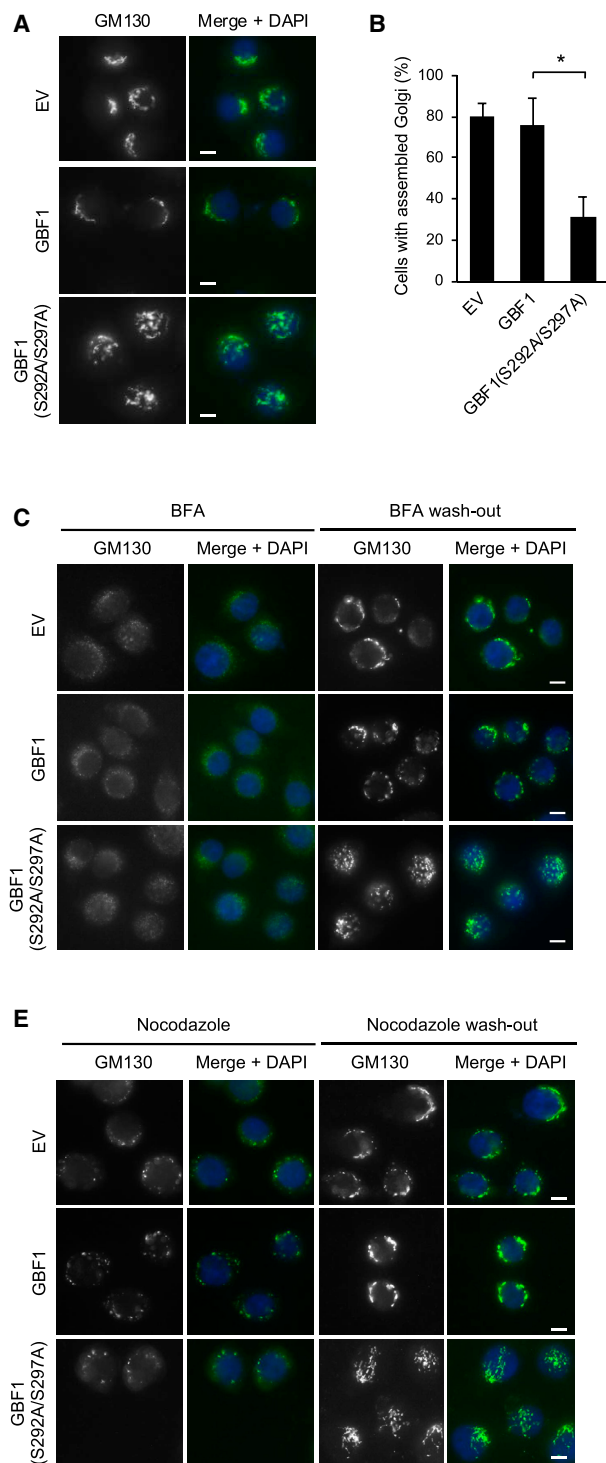 A
GM130
Merge + DAPI
EV
GBF1
GBF1
(S292A/S297A)
B
*
Cells with assembled Golgi (%)
100
80
60
40
20
0
EV
GBF1
GBF1(S292A/S297A)
C
BFA
BFA wash-out
GM130
Merge + DAPI
GM130
Merge + DAPI
EV
GBF1
GBF1
(S292A/S297A)
E
Nocodazole
Nocodazole wash-out
GM130
Merge + DAPI
GM130
Merge + DAPI
EV
GBF1
GBF1
(S292A/S297A)